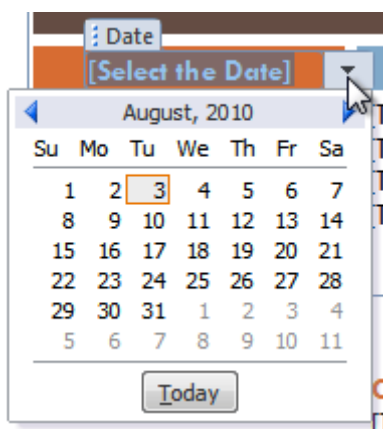 Date
[Select the Date]
August, 2010
Su Mo Tu We Th Fr Sa
1 2 3 4 5 6 7
8 9 10 11 12 13 14
15 16 17 18 19 20 21
22 23 24 25 26 27 28
29 30 31 1 2 3 4
5 6 7 8 9 10 11
Today